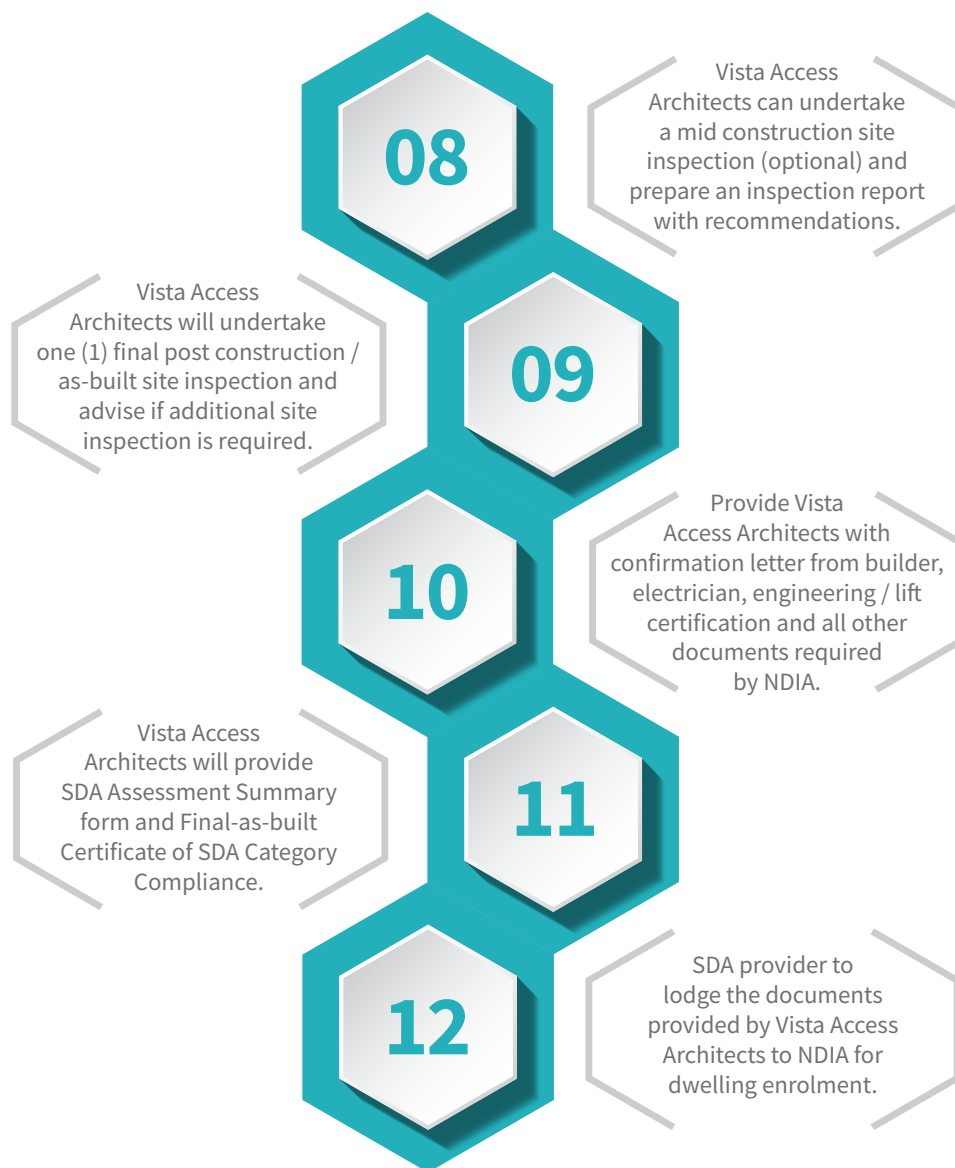 08
Vista Access
Architects can undertake
a mid construction site
inspection (optional) and
prepare an inspection report
with recommendations.
09
Vista Access
Architects will undertake
one (1) final post construction /
as-built site inspection and
advise if additional site
inspection is required.
10
Provide Vista
Access Architects with
confirmation letter from builder,
electrician, engineering / lift
certification and all other
documents required
by NDIA.
11
Vista Access
Architects will provide
SDA Assessment Summary
form and Final-as-built
Certificate of SDA Category
Compliance.
12
SDA provider to
lodge the documents
provided by Vista Access
Architects to NDIA for
dwelling enrolment.